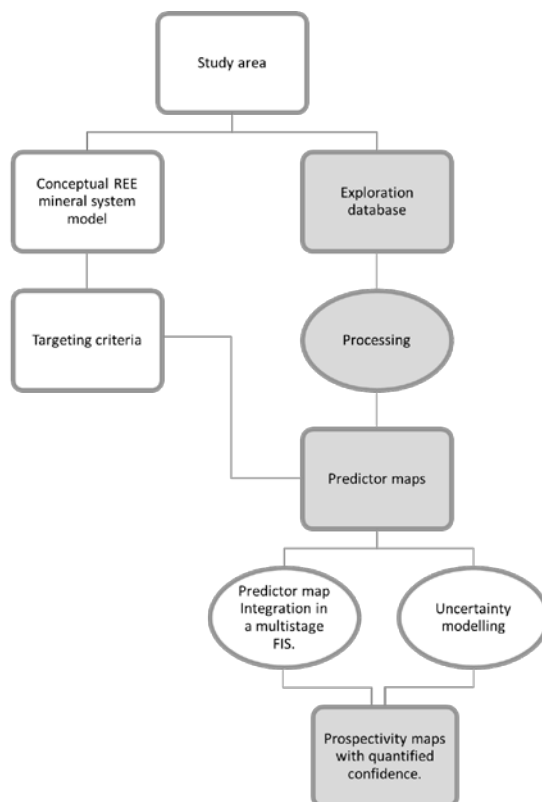 Study area
Conceptual REE
mineral system
model
Exploration
database
Targeting criteria
Processing
Predictor maps
Predictor map
Integration in
a multistage
FIS.
Uncertainty
modelling
Prospectivity maps
with quantified
confidence.